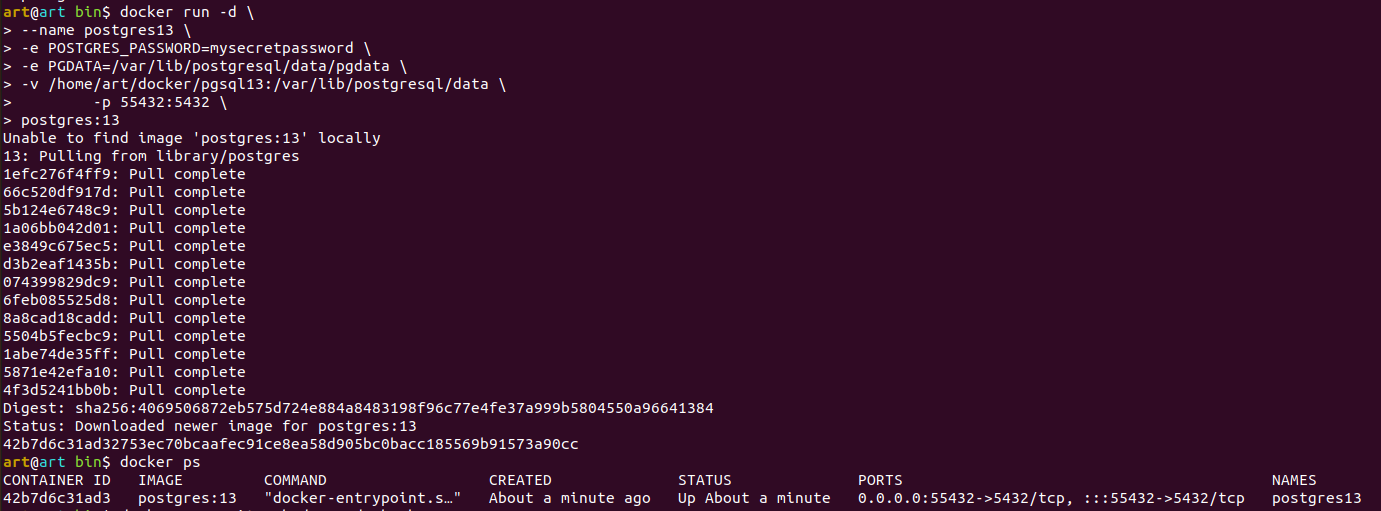 art@art bin$ docker run -d \
> --name postgres13 \
> -e POSTGRES_PASSWORD=mysecretpassword \
> -e PGDATA=/var/lib/postgresql/data/pgdata \
> -v /home/art/docker/pgsql13:/var/lib/postgresql/data \
>         -p 55432:5432 \
> postgres:13
Unable to find image 'postgres:13' locally
13: Pulling from library/postgres
1efc276f4ff9: Pull complete
66c520df917d: Pull complete
5b124e6748c9: Pull complete
1a06bb042d01: Pull complete
e3849c675ec5: Pull complete
d3b2eaf1435b: Pull complete
074399829dc9: Pull complete
6feb085525d8: Pull complete
8a8cad18cadd: Pull complete
5504b5fecbc9: Pull complete
1abe74de35ff: Pull complete
5871e42efa10: Pull complete
4f3d5241bb0b: Pull complete
Digest: sha256:4069506872eb575d724e884a8483198f96c77e4fe37a999b5804550a96641384
Status: Downloaded newer image for postgres:13
42b7d6c31ad32753ec70bcaafec91ce8ea58d905bc0bacc185569b91573a90cc
art@art bin$ docker ps
CONTAINER ID   IMAGE         COMMAND                  CREATED              STATUS              PORTS                                         NAMES
42b7d6c31ad3   postgres:13   "docker-entrypoint.s…"   About a minute ago   Up About a minute   0.0.0.0:55432->5432/tcp, :::55432->5432/tcp   postgres13